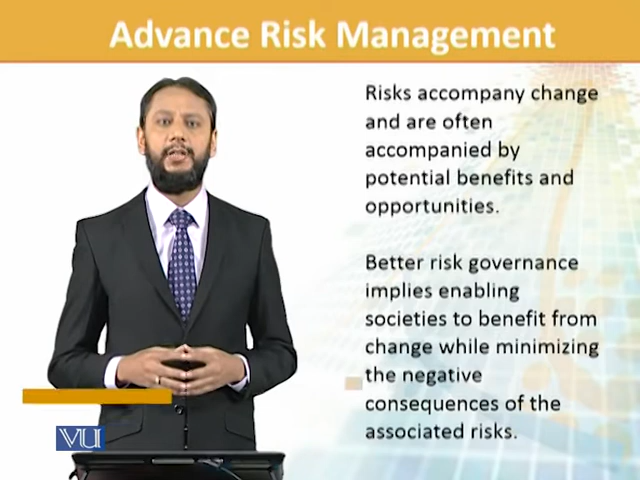 Advance Risk Management
Risks accompany change
and are often
accompanied by
potential benefits and
opportunities.
Better risk governance
implies enabling
societies to benefit from
change while minimizing
the negative
consequences of the
associated risks.
VU